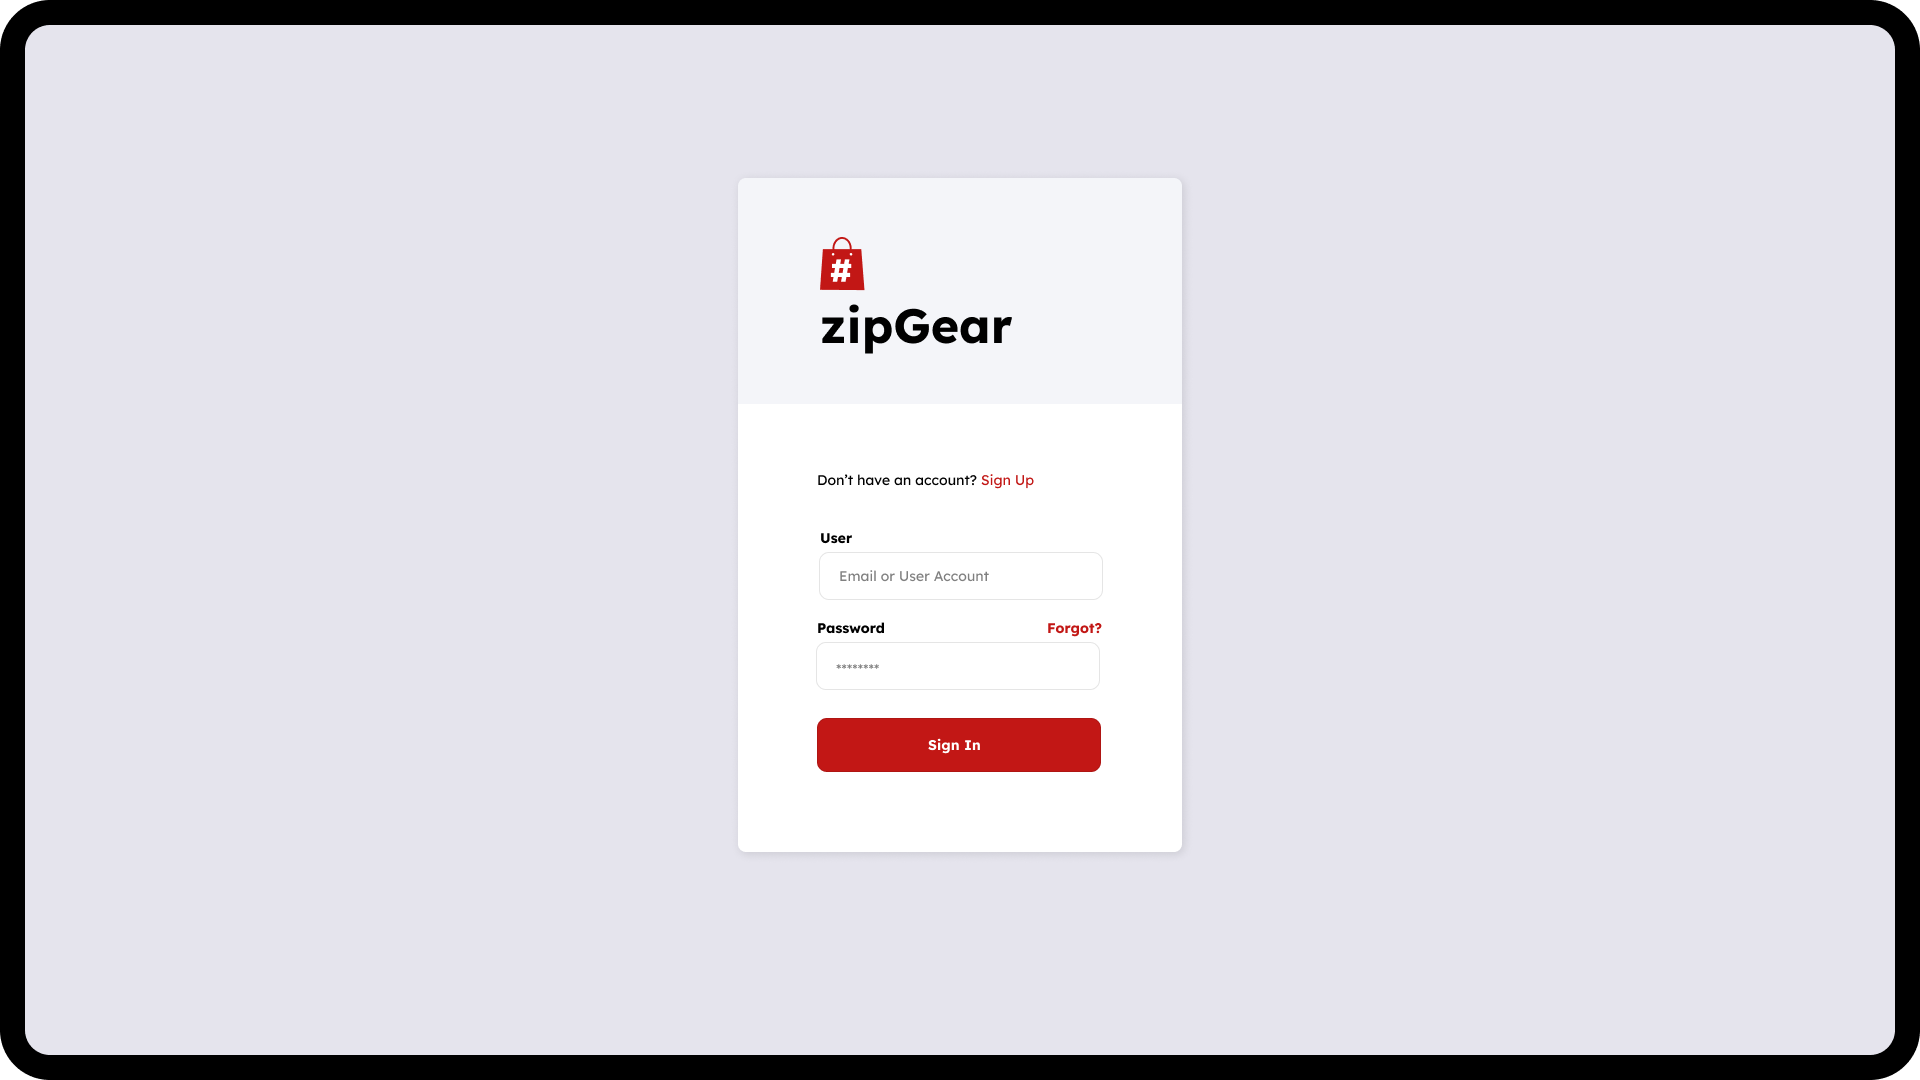 #
zipGear
Don’t have an account? Sign Up
User
Email or User Account
Password Forgot?
********
Sign In